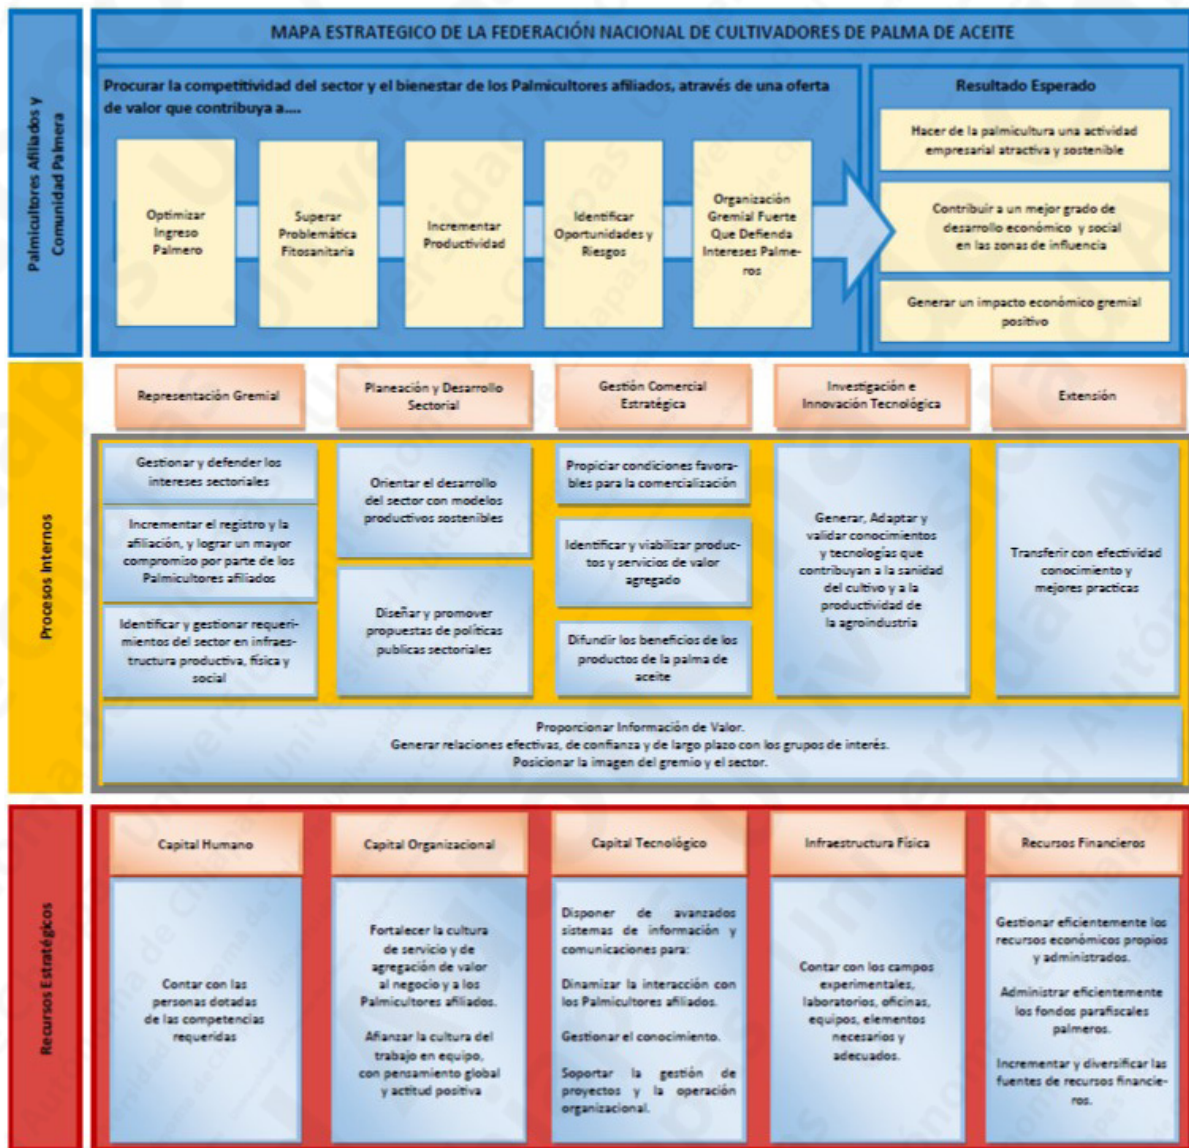 MAPA ESTRATEGICO DE LA FEDERACIÓN NACIONAL DE CULTIVADORES DE PALMA DE ACEITE
Palmicultores Afiliados y
Comunidad Palmera
Procurar la competitividad del sector y el bienestar de los Palmicultores afiliados, através de una oferta
de valor que contribuya a....
Optimizar
Ingreso
Palmero
Superar
Problemática
Fitosanitaria
Incrementar
Productividad
Identificar
Oportunidades y
Riesgos
Organización
Gremial Fuerte
Que Defienda
Intereses Palme-
ros
Resultado Esperado
Hacer de la palmicultura una actividad
empresarial atractiva y sostenible
Contribuir a un mejor grado de
desarrollo económico y social
en las zonas de influencia
Generar un impacto económico gremial
positivo
Procesos Internos
Representación Gremial
Planeación y Desarrollo
Sectorial
Gestión Comercial
Estratégica
Investigación e
Innovación Tecnológica
Extensión
Gestionar y defender los
intereses sectoriales
Incrementar el registro y la
afiliación, y lograr un mayor
compromiso por parte de los
Palmicultores afiliados
Identificar y gestionar requeri-
mientos del sector en infraes-
tructura productiva, física y
social
Orientar el desarrollo
del sector con modelos
productivos sostenibles
Diseñar y promover
propuestas de políticas
publicas sectoriales
Propiciar condiciones favora-
bles para la comercialización
Identificar y viabilizar produc-
tos y servicios de valor
agregado
Difundir los beneficios de los
productos de la palma de
aceite
Generar, Adaptar y
validar conocimientos
y tecnologías que
contribuyan a la sanidad
del cultivo y a la
productividad de
la agroindustria
Transferir con efectividad
conocimiento y
mejores practicas
Proporcionar Información de Valor.
Generar relaciones efectivas, de confianza y de largo plazo con los grupos de interés.
Posicionar la imagen del gremio y el sector.
Recursos Estratégicos
Capital Humano
Capital Organizacional
Capital Tecnológico
Infraestructura Física
Recursos Financieros
Contar con las
personas dotadas
de las competencias
requeridas
Fortalecer la cultura
de servicio y de
agregación de valor
al negocio y a los
Palmicultores afiliados.
Afianzar la cultura del
trabajo en equipo,
con pensamiento global
y actitud positiva
Disponer de avanzados
sistemas de información y
comunicaciones para:
Dinamizar la interacción
con los Palmicultores afiliados.
Gestionar el conocimiento.
Soportar la gestión de
proyectos y la operación
organizacional.
Contar con los campos
experimentales,
laboratorios, oficinas,
equipos, elementos
necesarios y
adecuados.
Gestionar eficientemente los
recursos económicos propios
y administrados.
Administrar eficientemente
los fondos parafiscales
palmeros.
Incrementar y diversificar las
fuentes de recursos financie-
ros.